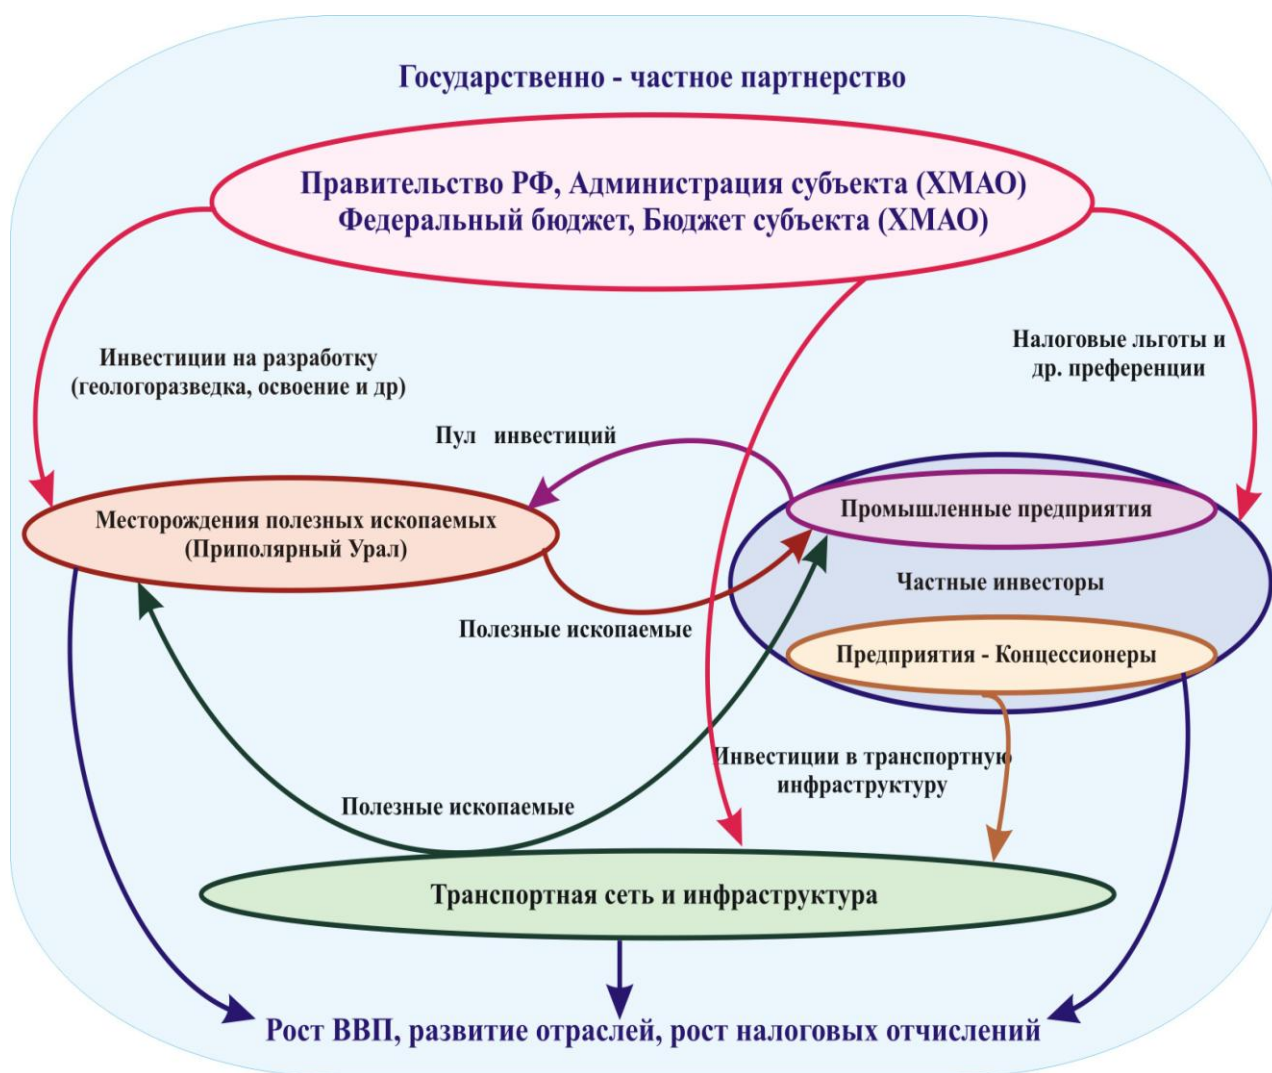 Государственно - частное партнерство
Правительство РФ, Администрация субъекта (ХМАО)
Федеральный бюджет, Бюджет субъекта (ХМАО)
Инвестиции на разработку
(геологоразведка, освоение и др)
Налоговые льготы и
др. преференции
Пул инвестиций
Месторождения полезных ископаемых
(Приполярный Урал)
Промышленные предприятия
Частные инвесторы
Полезные ископаемые
Предприятия - Концессионеры
Инвестиции в транспортную
инфраструктуру
Полезные ископаемые
Транспортная сеть и инфраструктура
Рост ВВП, развитие отраслей, рост налоговых отчислений